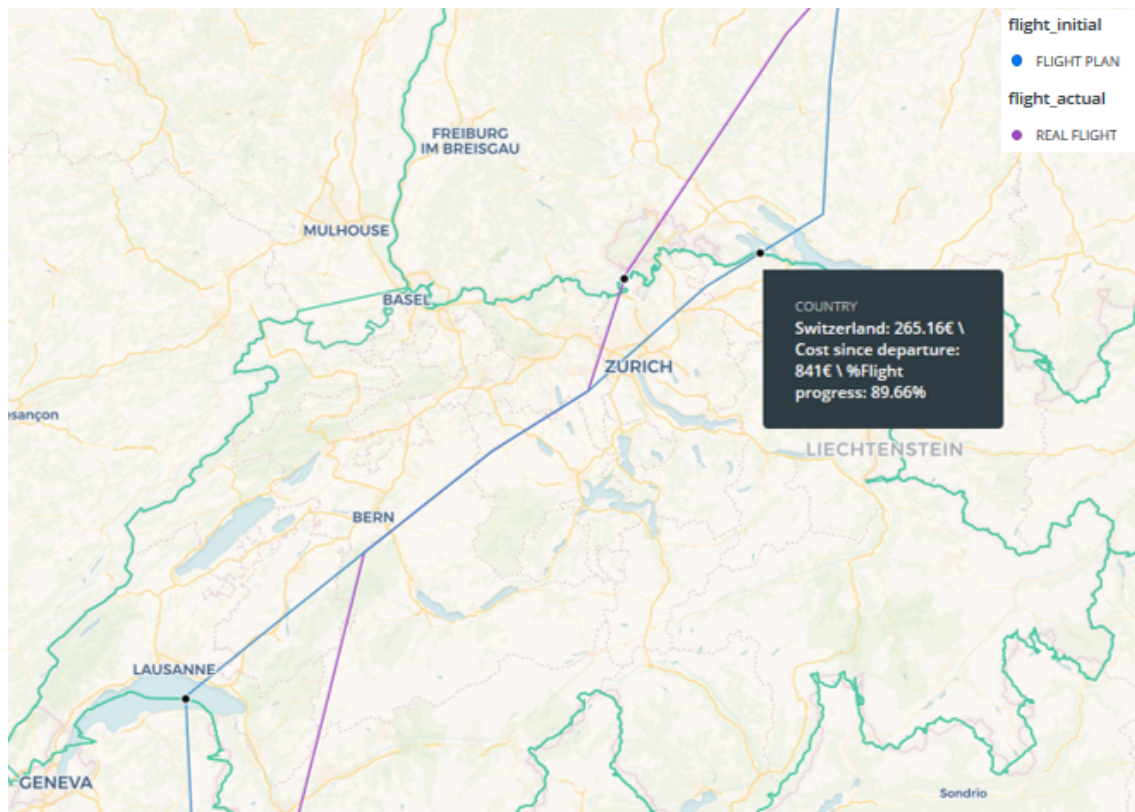 flight_initial
FLIGHT PLAN
flight_actual
REAL FLIGHT
FREIBURG
IM BREISGAU
MULHOUSE
BASEL
ZÜRICH
COUNTRY
Switzerland: 265.16€ \
Cost since departure:
841€ \ %Flight
progress: 89.66%
esançon
LIECHTENSTEIN
BERN
LAUSANNE
GENEVA
Sondrio